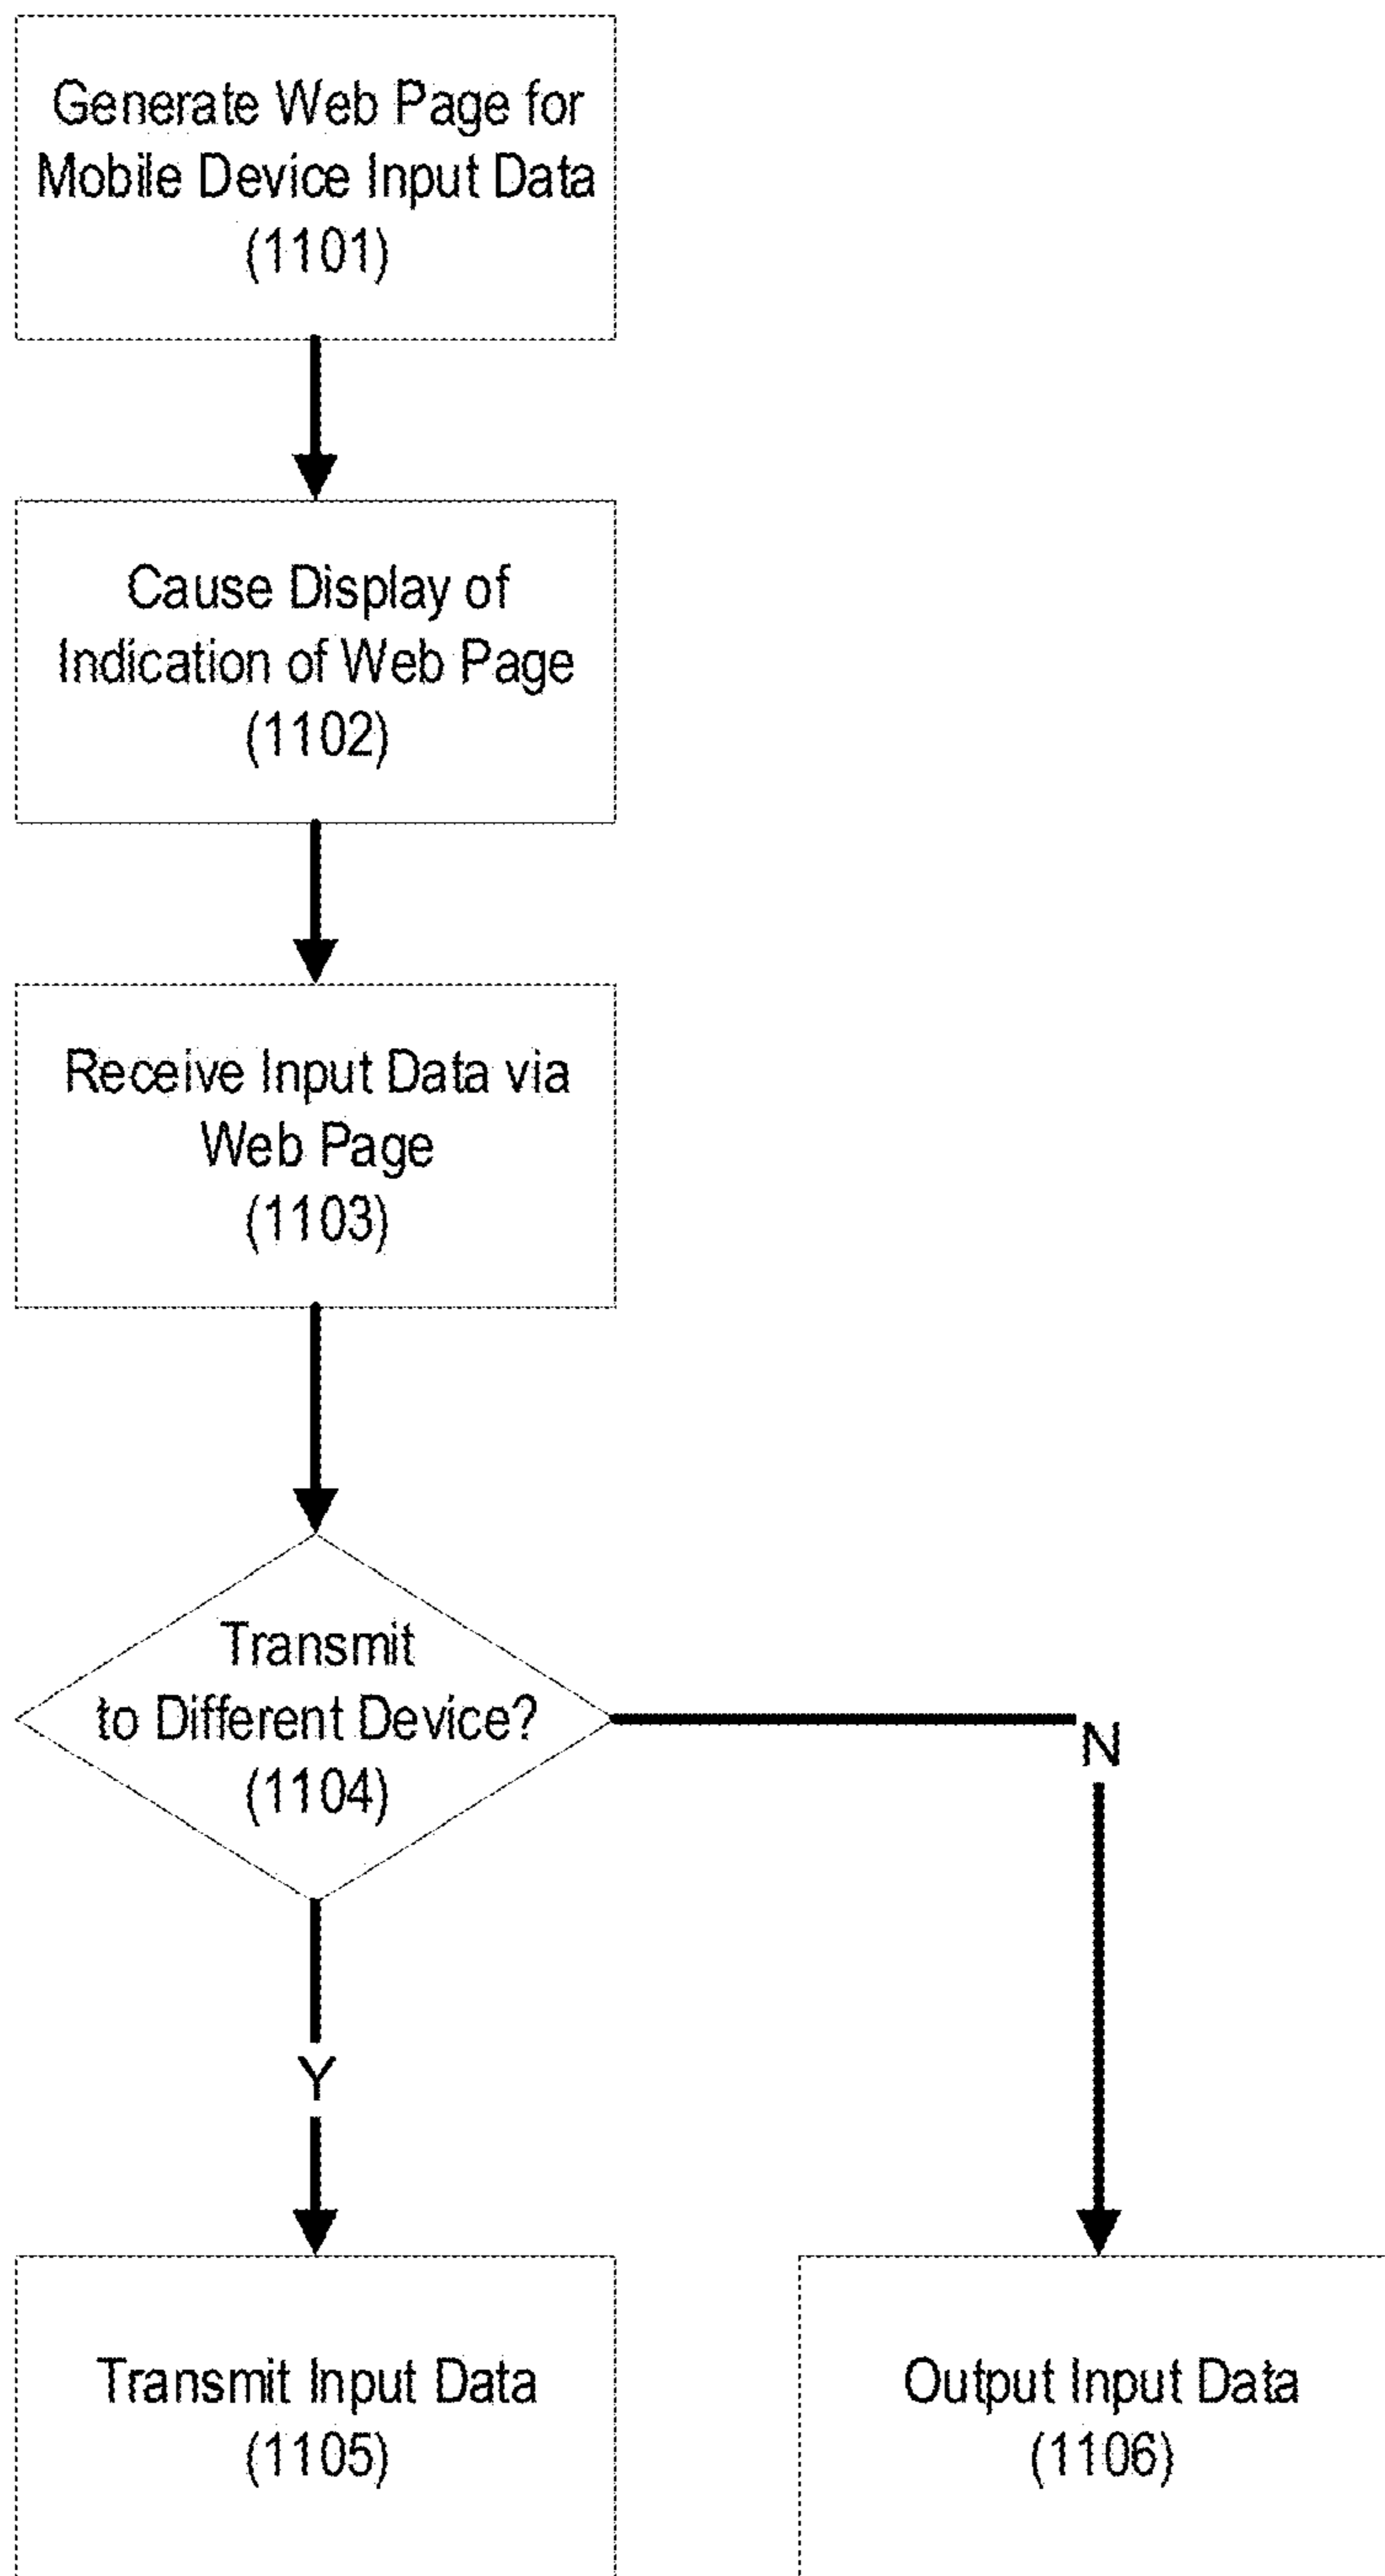 Generate Web Page for
Mobile Device Input Data
(1101)
Cause Display of
Indication of Web Page
(1102)
Receive Input Data via
Web Page
(1103)
Transmit
to Different Device?
(1104)
N
Y
Transmit Input Data
(1105)
Output Input Data
(1106)